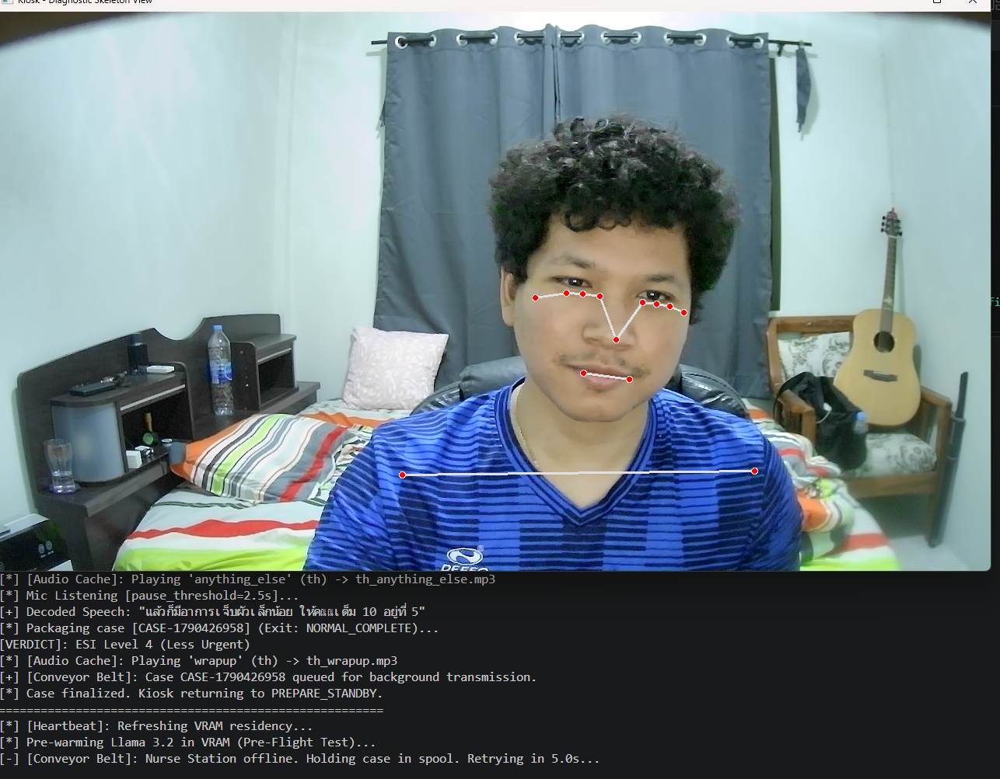 Kiosk - Diagnostic Skeleton View
[*] [Audio Cache]: Playing 'anything_else' (th) -> th_anything_else.mp3
[*] Mic Listening [pause_threshold=2.5s]...
[+] Decoded Speech: "แล้วก็มีอาการเจ็บผัวเล็กน้อย ให้คะแนนเต็ม 10 อยู่ที่ 5"
[*] Packaging case [CASE-1790426958] (Exit: NORMAL_COMPLETE)...
[VERDICT]: ESI Level 4 (Less Urgent)
[*] [Audio Cache]: Playing 'wrapup' (th) -> th_wrapup.mp3
[+] [Conveyor Belt]: Case CASE-1790426958 queued for background transmission.
[*] Case finalized. Kiosk returning to PREPARE_STANDBY.
======================================================
[*] [Heartbeat]: Refreshing VRAM residency...
[*] Pre-warming Llama 3.2 in VRAM (Pre-Flight Test)...
[-] [Conveyor Belt]: Nurse Station offline. Holding case in spool. Retrying in 5.0s...